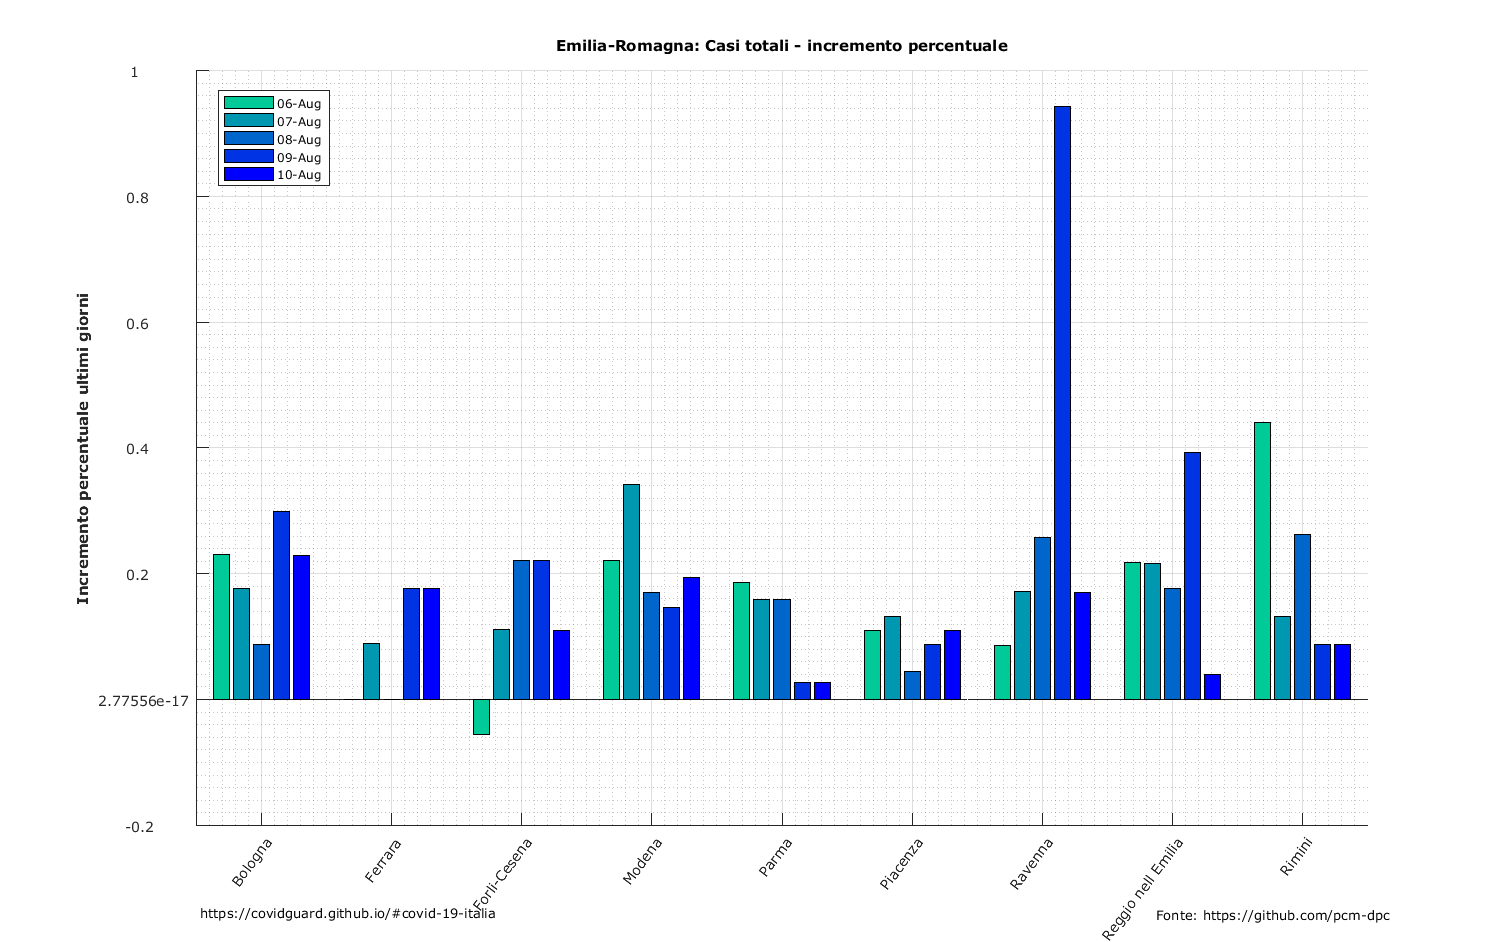 Emilia-Romagna: Casi totali - incremento percentuale
1
0.8
0.6
0.4
0.2
2.77556e-17
-0.2
Incremento percentuale ultimi giorni
06-Aug
07-Aug
08-Aug
09-Aug
10-Aug
Bologna
Ferrara
Forlì-Cesena
Modena
Parma
Piacenza
Ravenna
Reggio nell Emilia
Rimini
https://covidguard.github.io/#covid-19-italia
Fonte: https://github.com/pcm-dpc